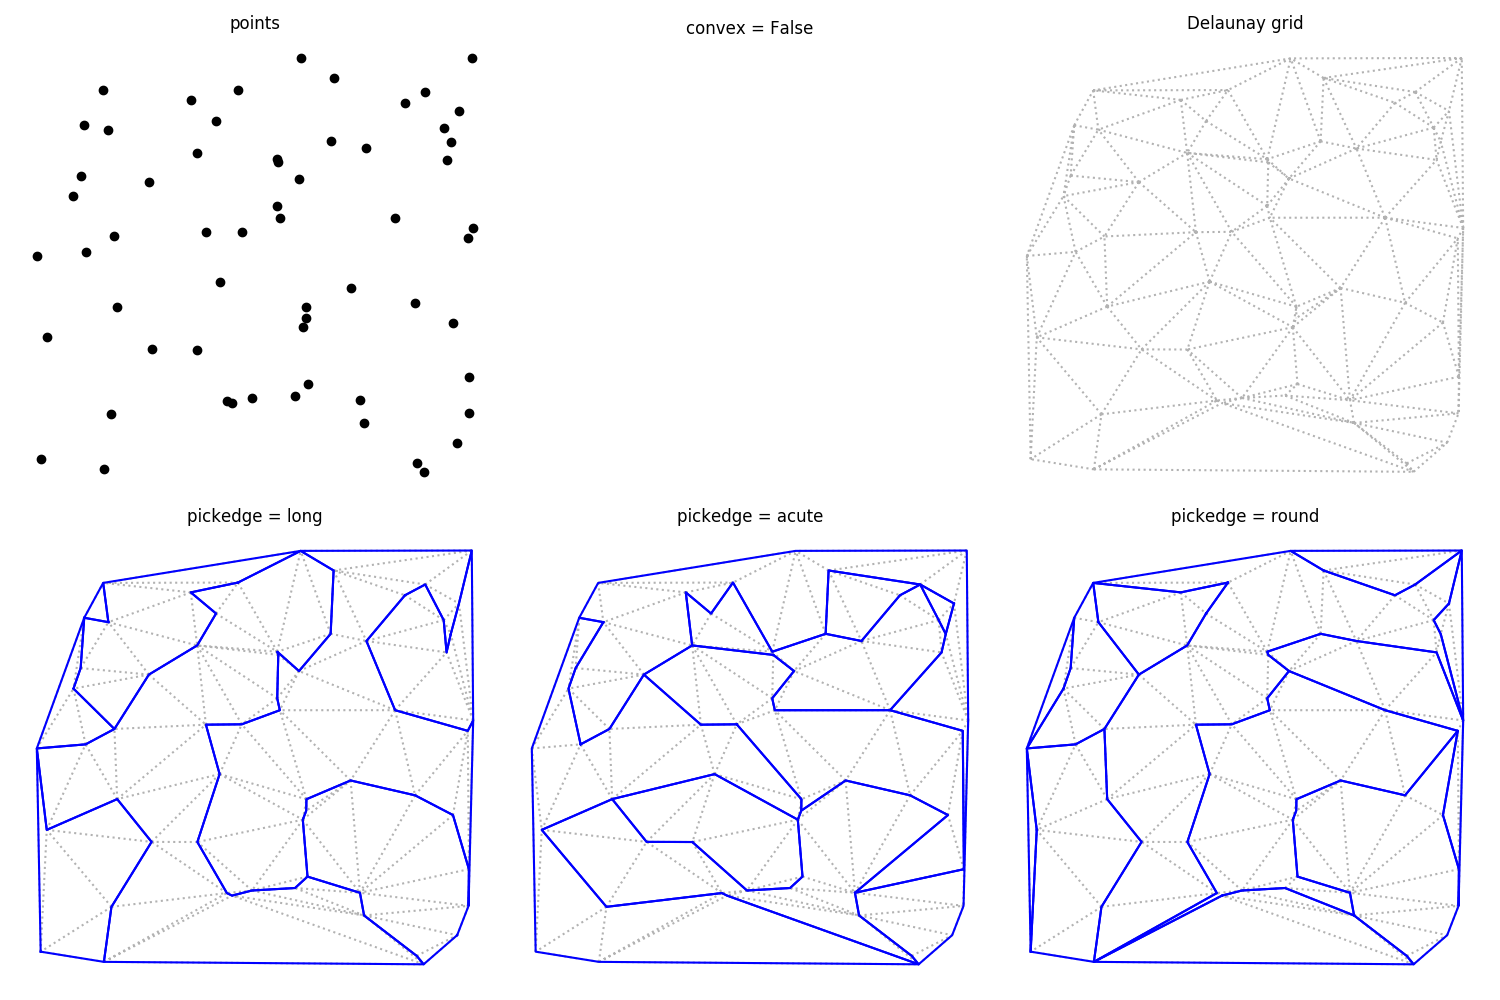 points
convex = False
Delaunay grid
pickedge = long
pickedge = acute
pickedge = round